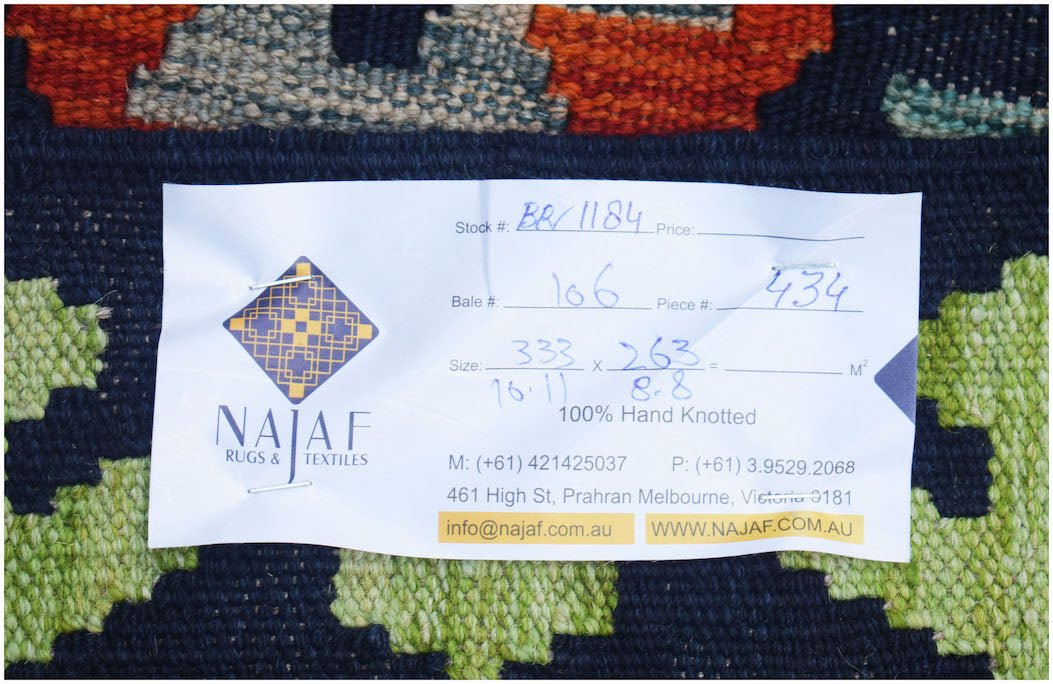 NAJAF
RUGS & TEXTILES
Stock #: BR/1184 Price:
Bale #: 106 Piece #: 434
Size: 333 x 263 = M²
10.11 8.8
100% Hand Knotted
M: (+61) 421425037 P: (+61) 3.9529.2068
461 High St, Prahran Melbourne, Victoria 3181
info@najaf.com.au WWW.NAJAF.COM.AU